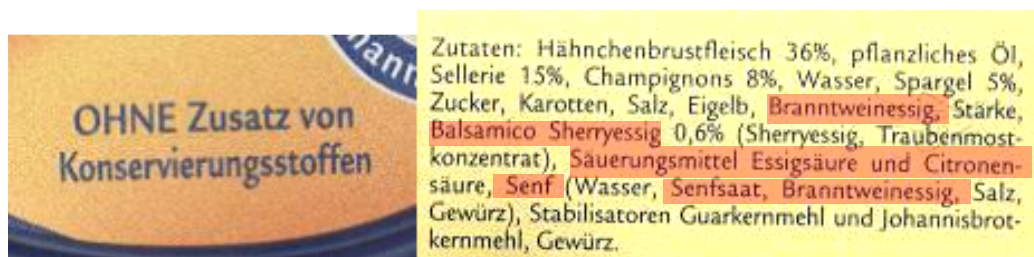 OHNE Zusatz von
Konservierungsstoffen
Zutaten: Hähnchenbrustfleisch 36%, pflanzliches Öl,
Sellerie 15%, Champignons 8%, Wasser, Spargel 5%,
Zucker, Karotten, Salz, Eigelb, Branntweinessig, Stärke,
Balsamico Sherryessig 0,6% (Sherryessig, Traubenmost-
konzentrat), Säuerungsmittel Essigsäure und Citronen-
säure, Senf (Wasser, Senfsaat, Branntweinessig, Salz,
Gewürz), Stabilisatoren Guarkernmehl und Johannisbrot-
kernmehl, Gewürz.